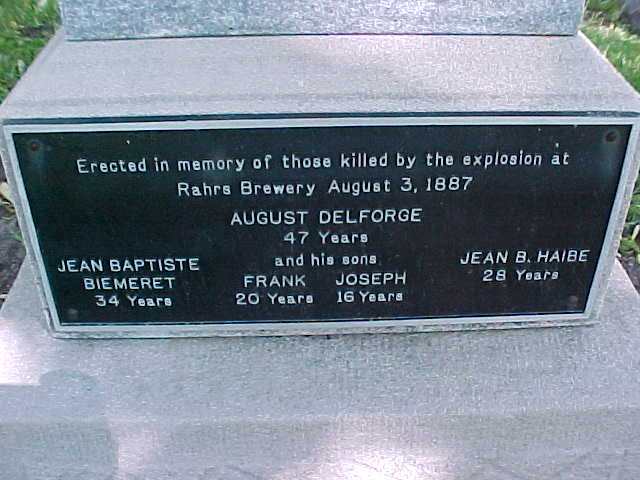 Erected in memory of those killed by the explosion at
Rahrs Brewery August 3, 1887
AUGUST DELFORGE
47 Years
and his sons
FRANK JOSEPH
20 Years 16 Years
JEAN BAPTISTE
BIEMERET
34 Years
JEAN B. HAIBE
28 Years